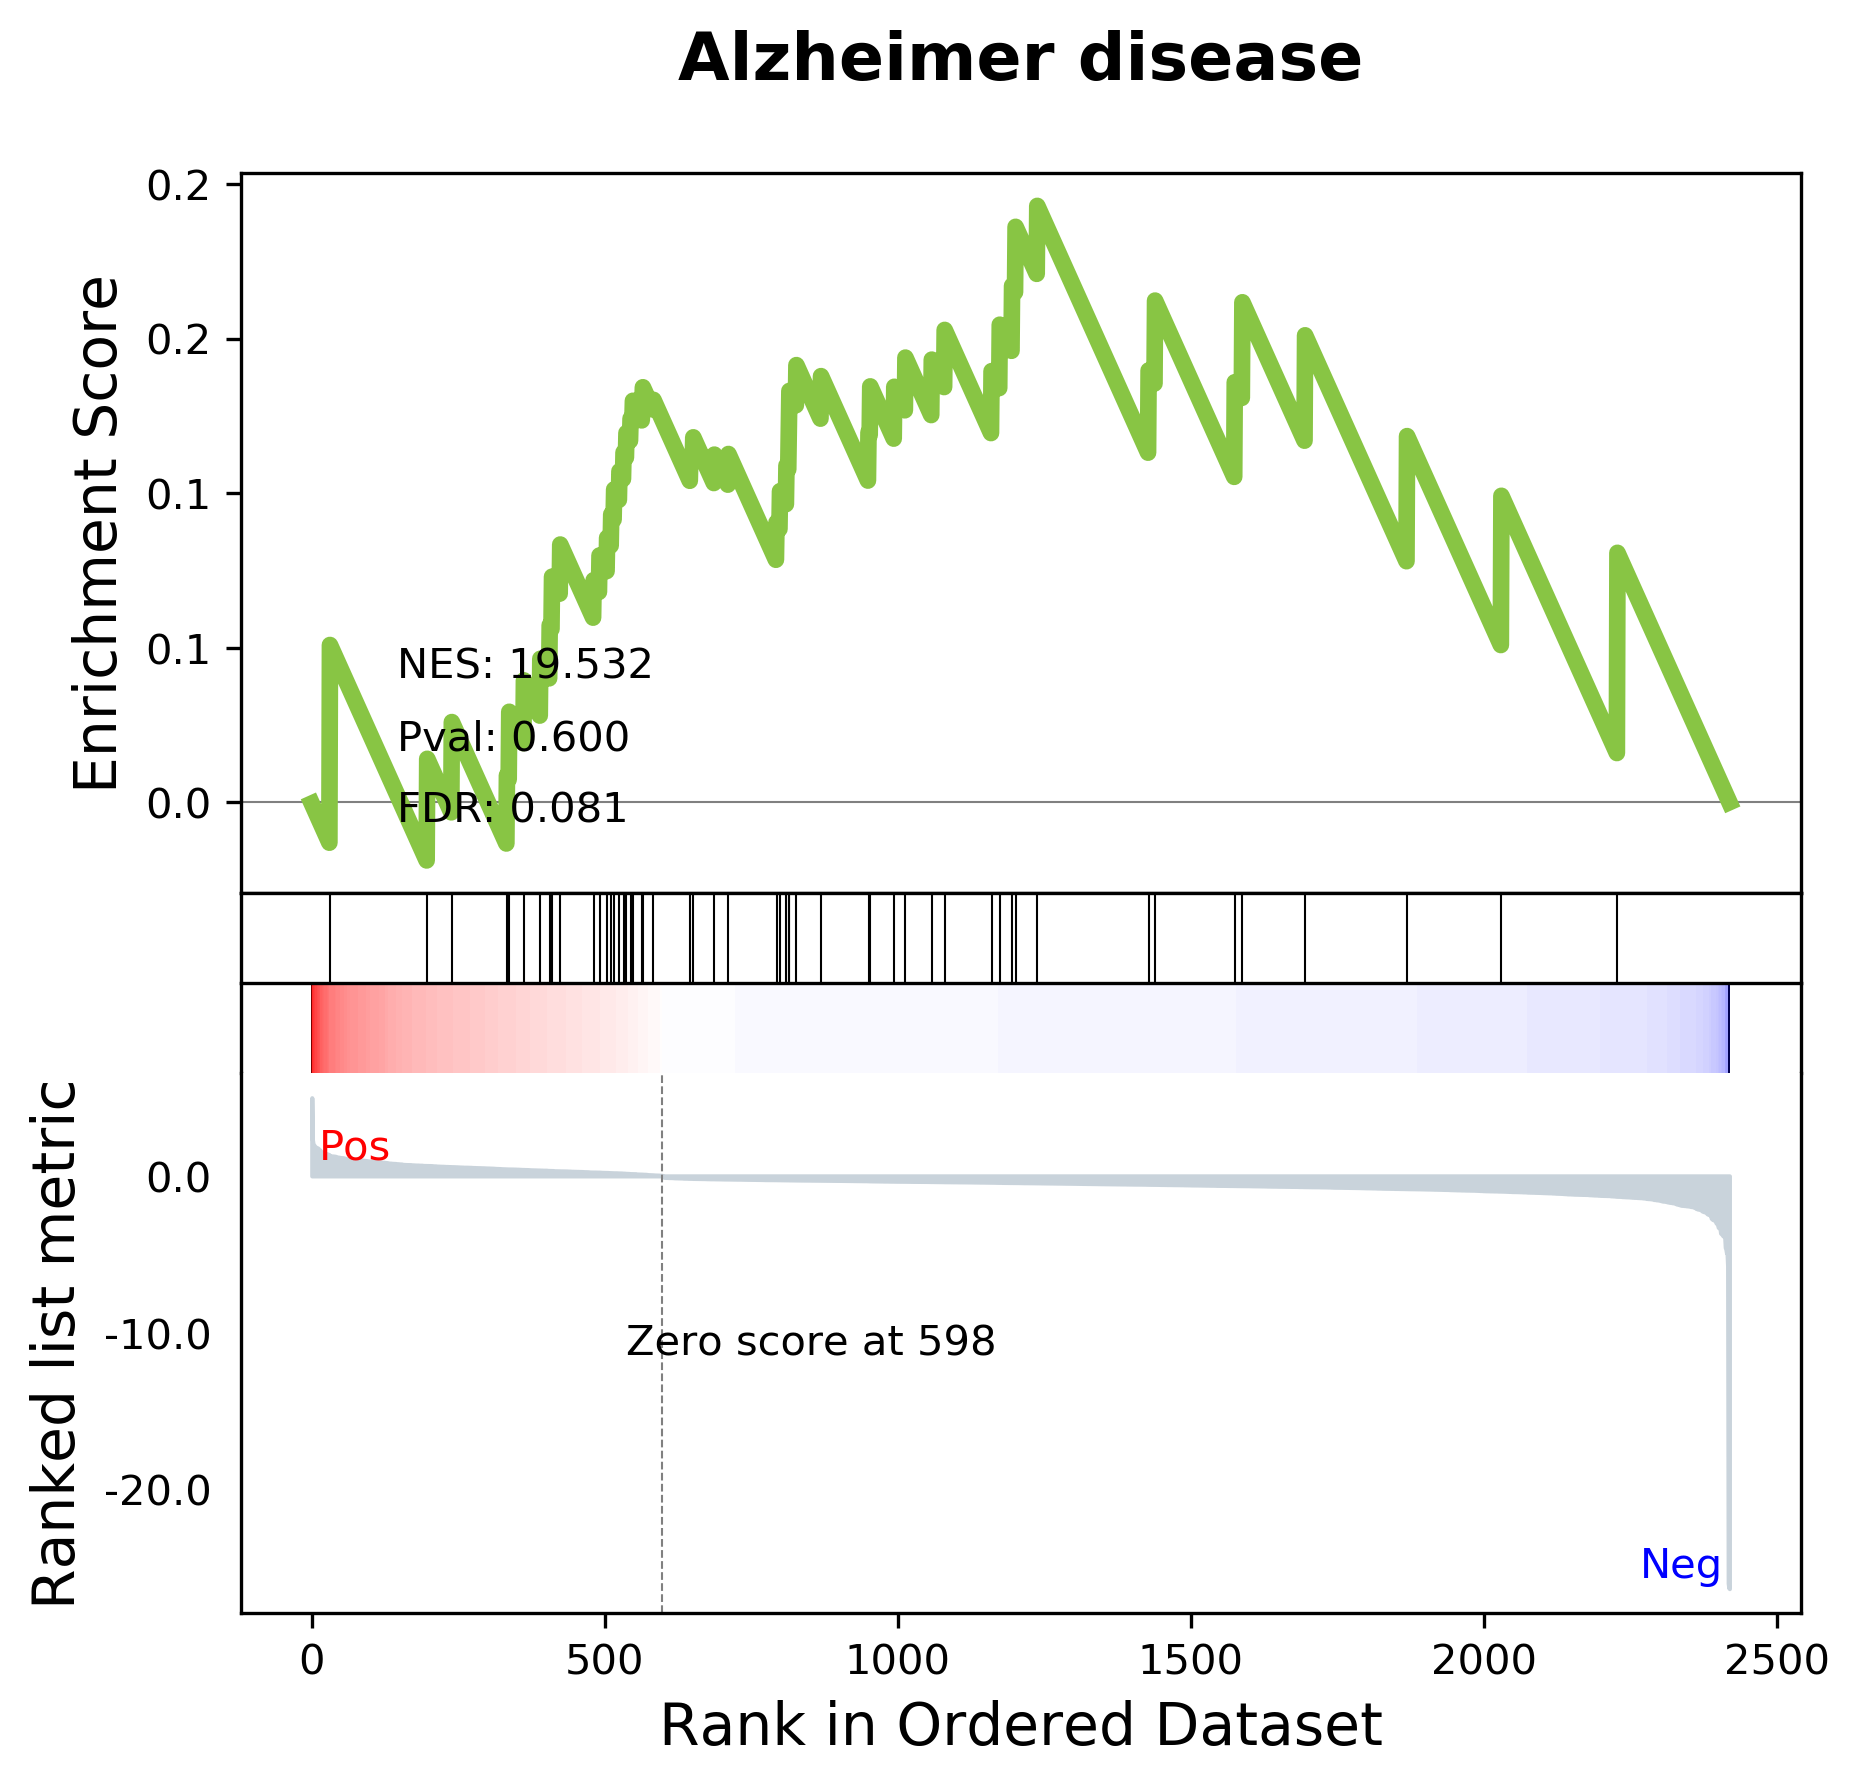 Alzheimer disease
Enrichment Score
0.2
0.2
0.1
0.1
0.0
NES: 19.532
Pval: 0.600
FDR: 0.081
Ranked list metric
0.0
-10.0
-20.0
Pos
Zero score at 598
Neg
0 500 1000 1500 2000 2500
Rank in Ordered Dataset